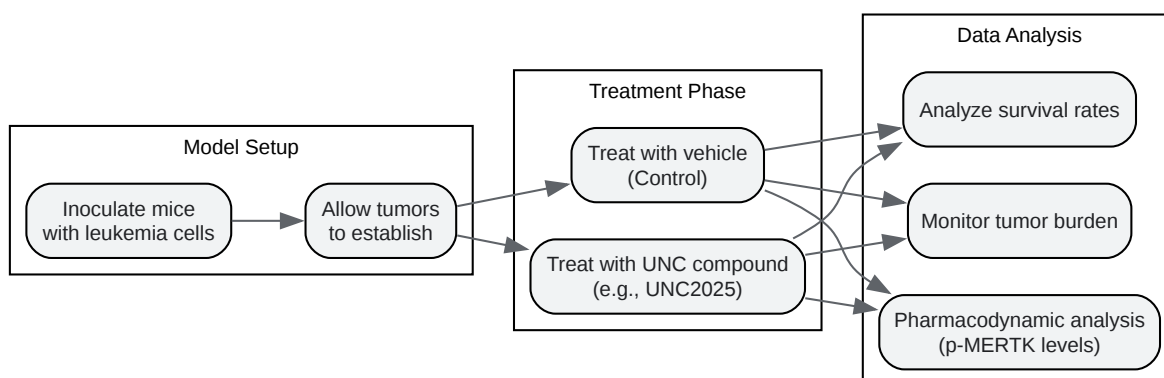 Model Setup
Inoculate mice
with leukemia cells
Allow tumors
to establish
Treatment Phase
Treat with vehicle
(Control)
Treat with UNC compound
(e.g., UNC2025)
Data Analysis
Analyze survival rates
Monitor tumor burden
Pharmacodynamic analysis
(p-MERTK levels)